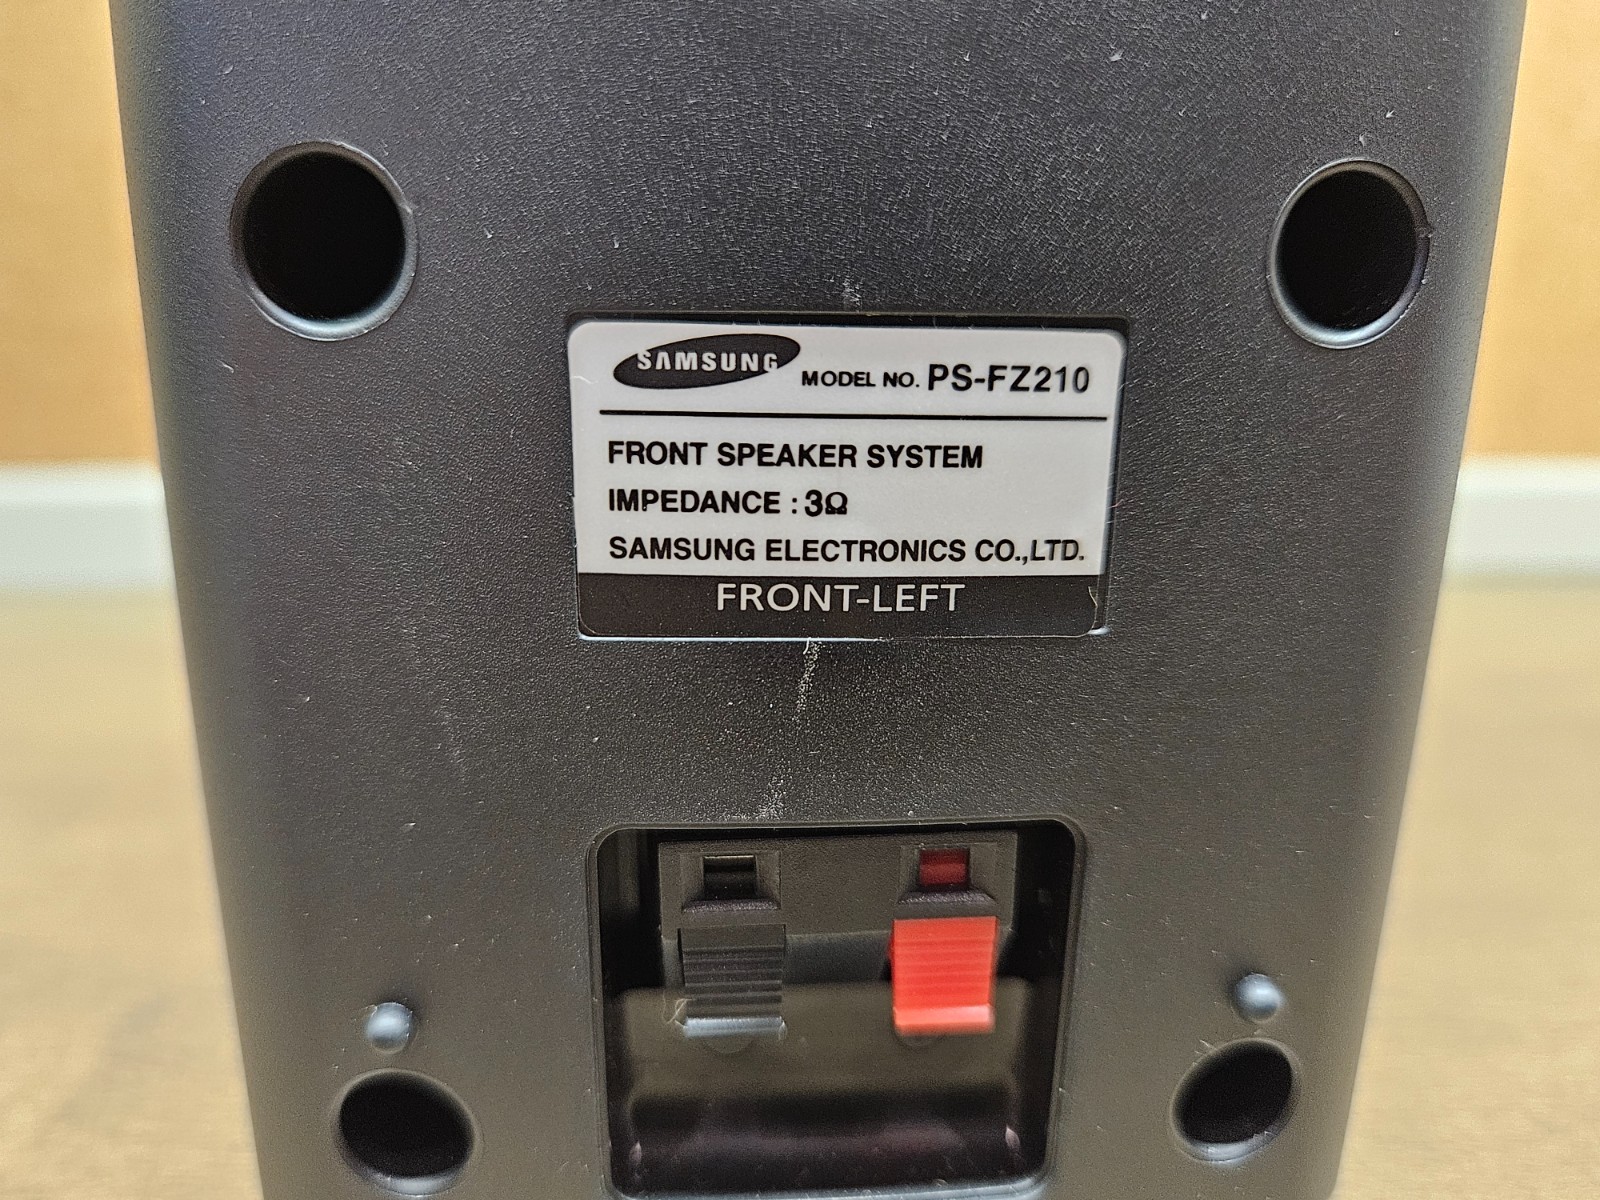 SAMSUNG MODEL NO. PS-FZ210
FRONT SPEAKER SYSTEM
IMPEDANCE : 3Ω
SAMSUNG ELECTRONICS CO.,LTD.
FRONT-LEFT